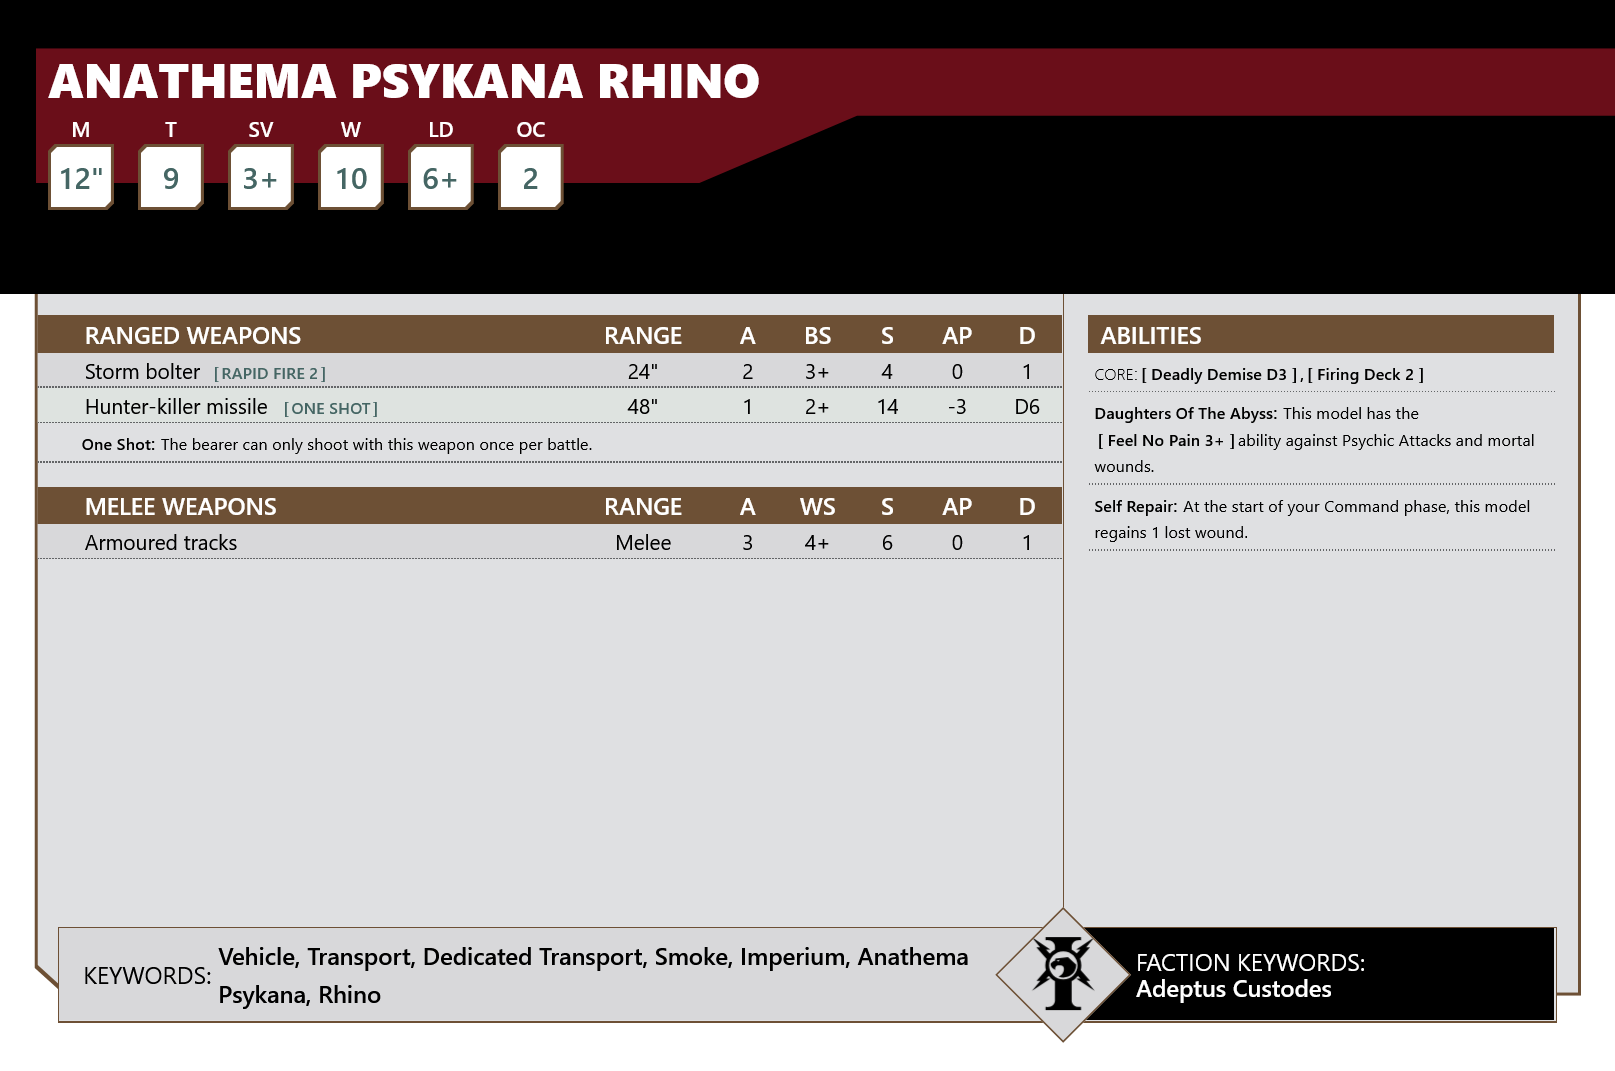 ANATHEMA PSYKANA RHINO
M T SV W LD OC
12" 9 3+ 10 6+ 2
RANGED WEAPONS RANGE A BS S AP D
Storm bolter [RAPID FIRE 2] 24" 2 3+ 4 0 1
Hunter-killer missile [ONE SHOT] 48" 1 2+ 14 -3 D6
One Shot: The bearer can only shoot with this weapon once per battle.
MELEE WEAPONS RANGE A WS S AP D
Armoured tracks Melee 3 4+ 6 0 1
ABILITIES
CORE: [ Deadly Demise D3 ] , [ Firing Deck 2 ]
Daughters Of The Abyss: This model has the
[ Feel No Pain 3+ ] ability against Psychic Attacks and mortal
wounds.
Self Repair: At the start of your Command phase, this model
regains 1 lost wound.
KEYWORDS: Vehicle, Transport, Dedicated Transport, Smoke, Imperium, Anathema
Psykana, Rhino
FACTION KEYWORDS:
Adeptus Custodes